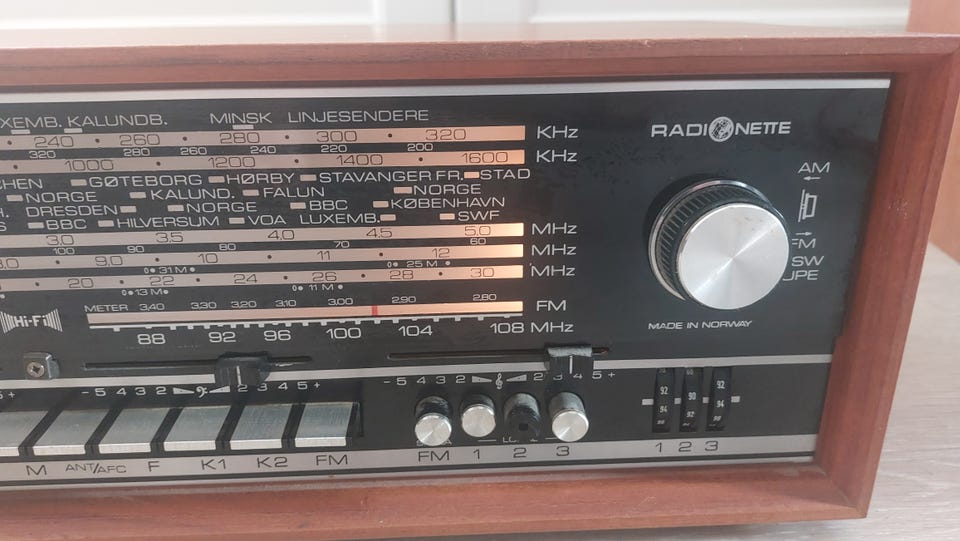 XEMB. KALUNDB. MINSK LINJESENDERE
240 260 280 300 320 KHz
320 280 260 240 220 200
1000 1200 1400 1600 KHz
CHEN GØTEBORG HØRBY STAVANGER FR. STAD
NORGE KALUND. FALUN NORGE
R. DRESDEN NORGE BBC KØBENHAVN
S BBC HILVERSUM VOA LUXEMB. SWF
3.0 3.5 4.0 4.5 5.0 MHz
100 90 80 70 60
9.0 10 11 12 MHz
31 M 25 M
20 22 24 26 28 30 MHz
13 M 11 M
METER 3,40 3,30 3,20 3,10 3,00 2,90 2,80 FM
Hi-Fi
88 92 96 100 104 108 MHz
RADIONETTE
AM
FM
SW
UPE
MADE IN NORWAY
5+ - 5 4 3 2 2 3 4 5 + - 5 4 3 2 2 3 4 5 +
92 94 96
90 92
92 94
M ANT/AFC F K1 K2 FM FM 1 2 3 1 2 3